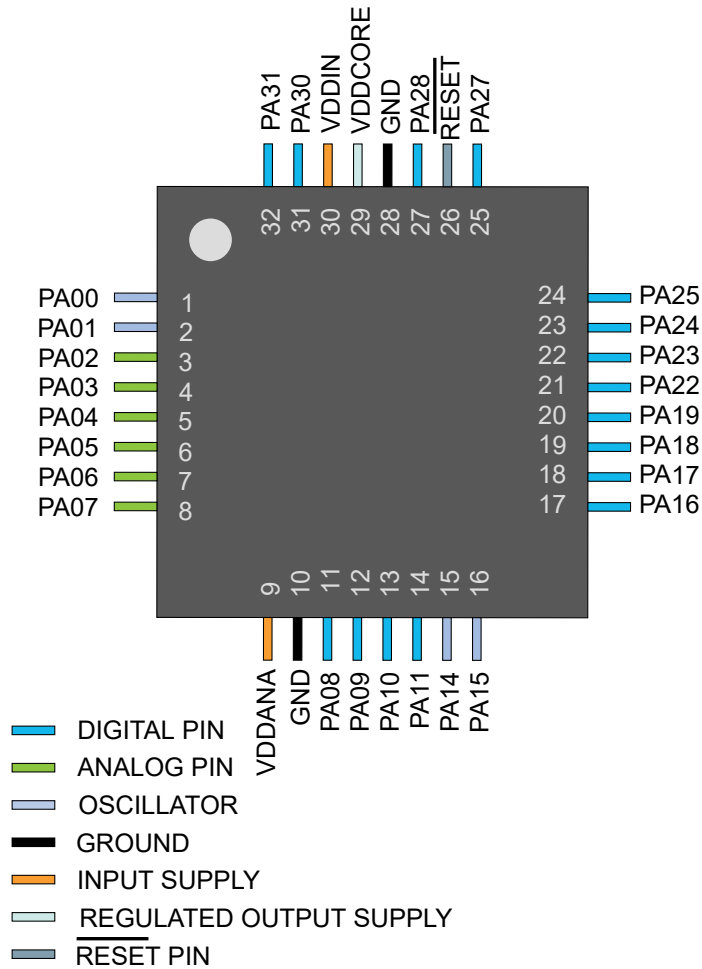 PA31
PA30
VDDIN
VDDCORE
GND
PA28
RESET
PA27
32
31
30
29
28
27
26
25
PA00 1
PA01 2
PA02 3
PA03 4
PA04 5
PA05 6
PA06 7
PA07 8
24 PA25
23 PA24
22 PA23
21 PA22
20 PA19
19 PA18
18 PA17
17 PA16
9
10
11
12
13
14
15
16
VDDANA
GND
PA08
PA09
PA10
PA11
PA14
PA15
DIGITAL PIN
ANALOG PIN
OSCILLATOR
GROUND
INPUT SUPPLY
REGULATED OUTPUT SUPPLY
RESET PIN